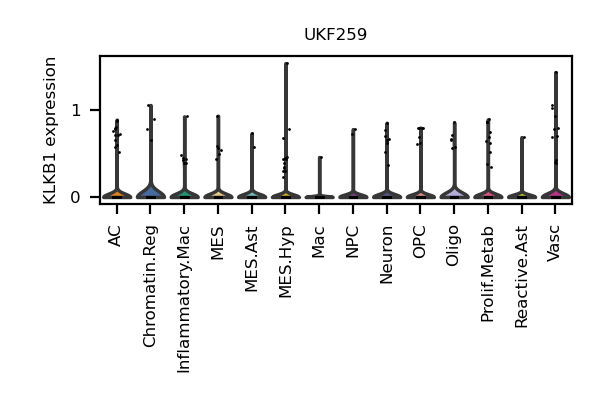 UKF259
KLKB1 expression
1
0
AC
Chromatin.Reg
Inflammatory.Mac
MES
MES.Ast
MES.Hyp
Mac
NPC
Neuron
OPC
Oligo
Prolif.Metab
Reactive.Ast
Vasc